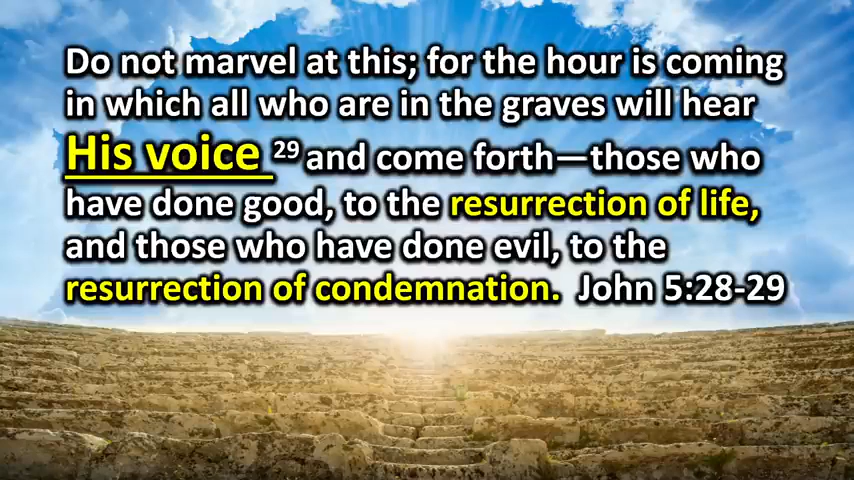 Do not marvel at this; for the hour is coming
in which all who are in the graves will hear
His voice 29 and come forth—those who
have done good, to the resurrection of life,
and those who have done evil, to the
resurrection of condemnation. John 5:28-29